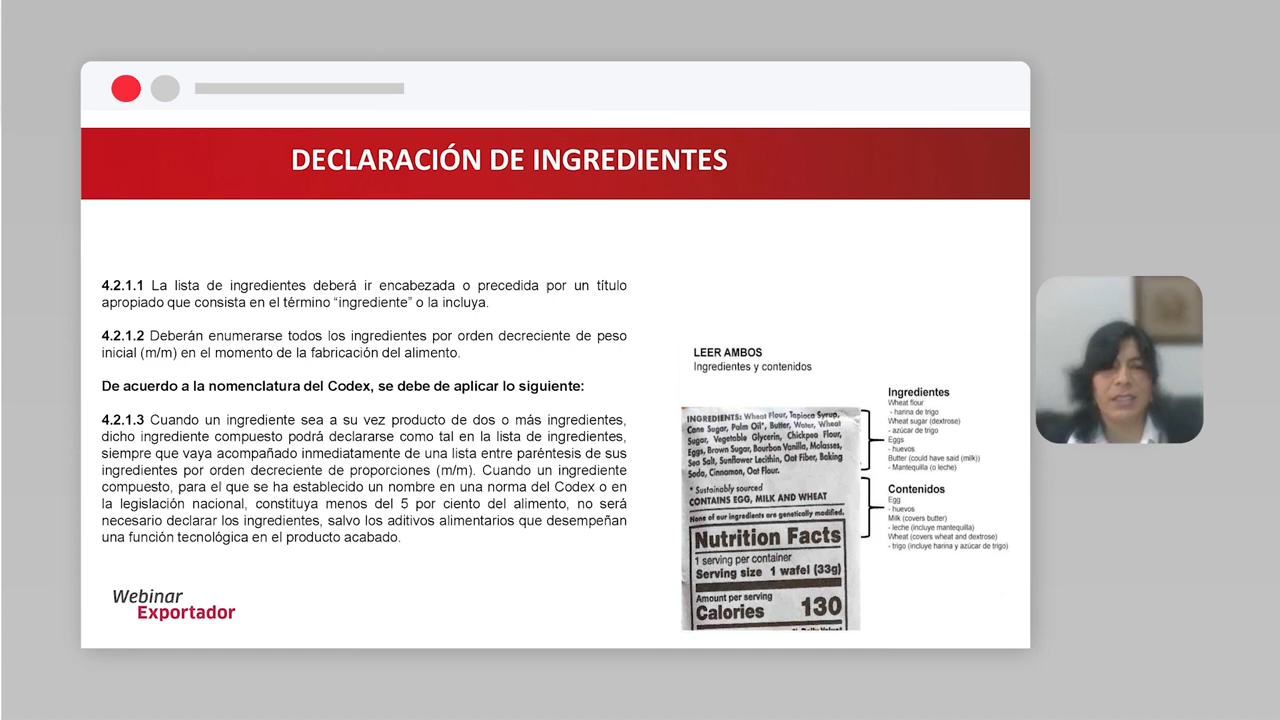 DECLARACIÓN DE INGREDIENTES
4.2.1.1 La lista de ingredientes deberá ir encabezada o precedida por un título
apropiado que consista en el término “ingrediente” o la incluya.
4.2.1.2 Deberán enumerarse todos los ingredientes por orden decreciente de peso
inicial (m/m) en el momento de la fabricación del alimento.
De acuerdo a la nomenclatura del Codex, se debe de aplicar lo siguiente:
4.2.1.3 Cuando un ingrediente sea a su vez producto de dos o más ingredientes,
dicho ingrediente compuesto podrá declararse como tal en la lista de ingredientes,
siempre que vaya acompañado inmediatamente de una lista entre paréntesis de sus
ingredientes por orden decreciente de proporciones (m/m). Cuando un ingrediente
compuesto, para el que se ha establecido un nombre en una norma del Codex o en
la legislación nacional, constituya menos del 5 por ciento del alimento, no será
necesario declarar los ingredientes, salvo los aditivos alimentarios que desempeñan
una función tecnológica en el producto acabado.
Webinar
Exportador
LEER AMBOS
Ingredientes y contenidos
INGREDIENTS: Wheat Flour, Tapioca Syrup,
Cane Sugar, Palm Oil*, Butter, Water, Wheat
Sugar, Vegetable Glycerin, Chickpea Flour,
Eggs, Brown Sugar, Bourbon Vanilla, Molasses,
Sea Salt, Sunflower Lecithin, Oat Fiber, Baking
Soda, Cinnamon, Oat Flour.
* Sustainably sourced
CONTAINS EGG, MILK AND WHEAT
None of our ingredients are genetically modified.
Nutrition Facts
1 serving per container
Serving size 1 wafel (33g)
Amount per serving
Calories 130
Ingredientes
Wheat flour
- harina de trigo
Wheat sugar (dextrose)
- azúcar de trigo
Eggs
- huevos
Butter (could have said (milk))
- Mantequilla (o leche)
Contenidos
Egg
- huevos
Milk (covers butter)
- leche (incluye mantequilla)
Wheat (covers wheat and dextrose)
- trigo (incluye harina y azúcar de trigo)